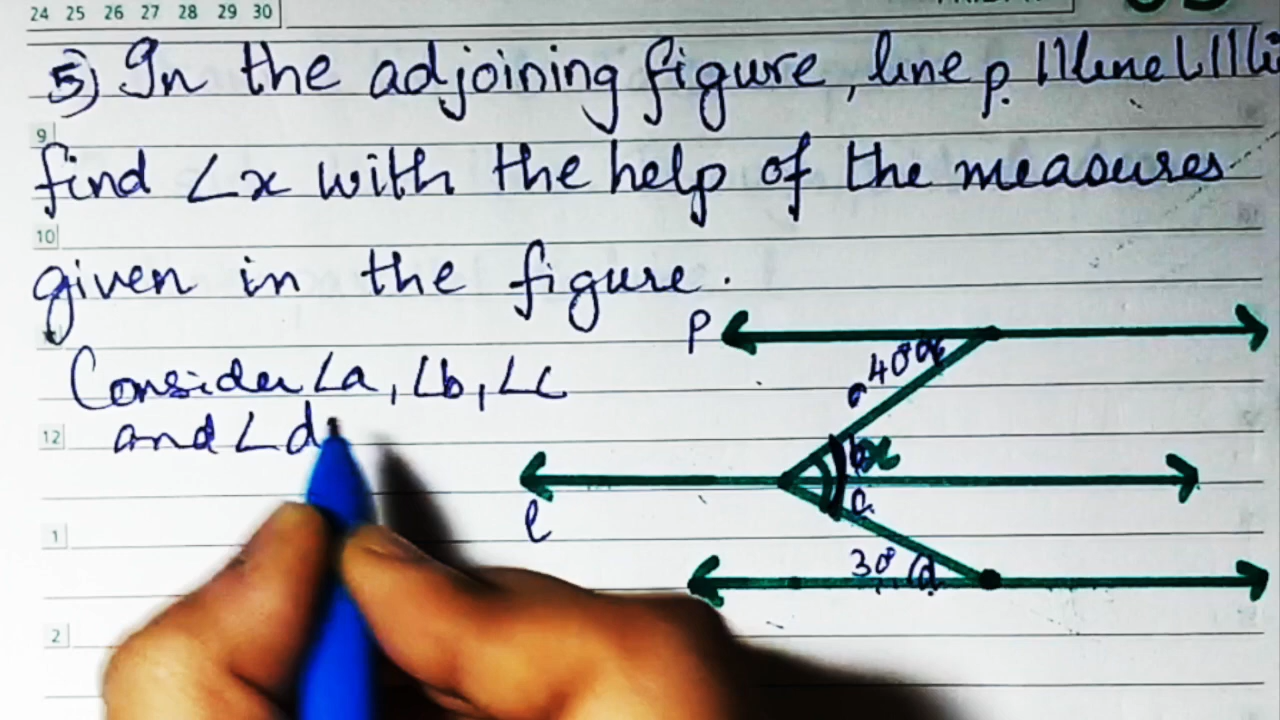 24 25 26 27 28 29 30
5) In the adjoining figure, line p || line l ||
9
find ∠x with the help of the measures
10
given in the figure.
P
Consider ∠a, ∠b, ∠c
40° a
12
and ∠d
b x
l
c
1
30° d
2